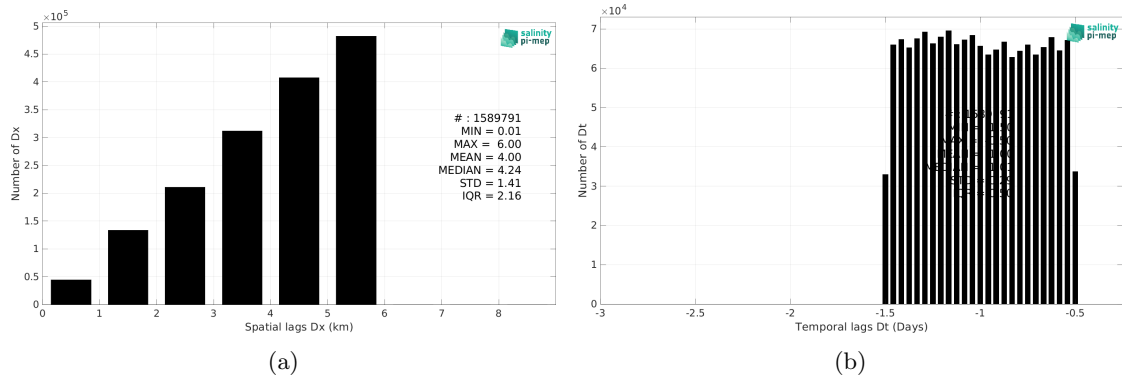 ×10⁵
5
4.5
4
3.5
3
2.5
2
1.5
1
0.5
0
0 1 2 3 4 5 6 7 8
Number of Dx
Spatial lags Dx (km)
salinity
pi-mep
# : 1589791
MIN = 0.01
MAX = 6.00
MEAN = 4.00
MEDIAN = 4.24
STD = 1.41
IQR = 2.16
(a)
×10⁴
7
6
5
4
3
2
1
0
-3 -2.5 -2 -1.5 -1 -0.5
Number of Dt
Temporal lags Dt (Days)
salinity
pi-mep
(b)